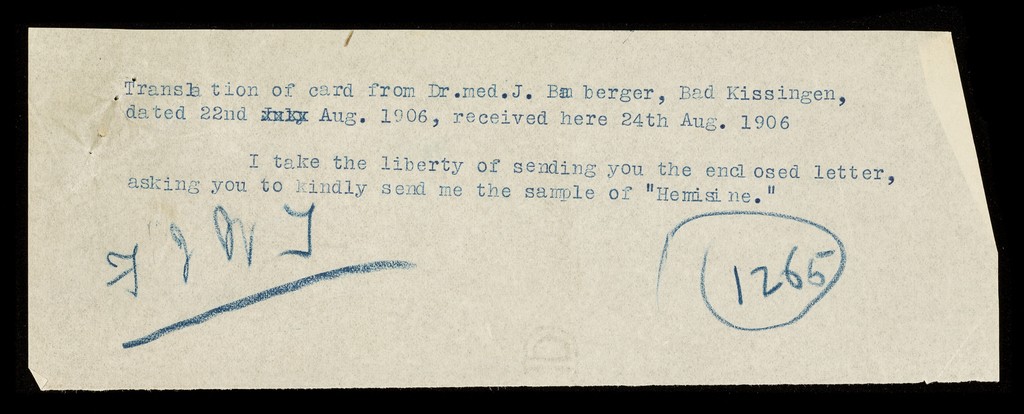 Translation of card from Dr.med.J. Bamberger, Bad Kissingen,
dated 22nd July Aug. 1906, received here 24th Aug. 1906
I take the liberty of sending you the enclosed letter,
asking you to kindly send me the sample of "Hemisine."
1265